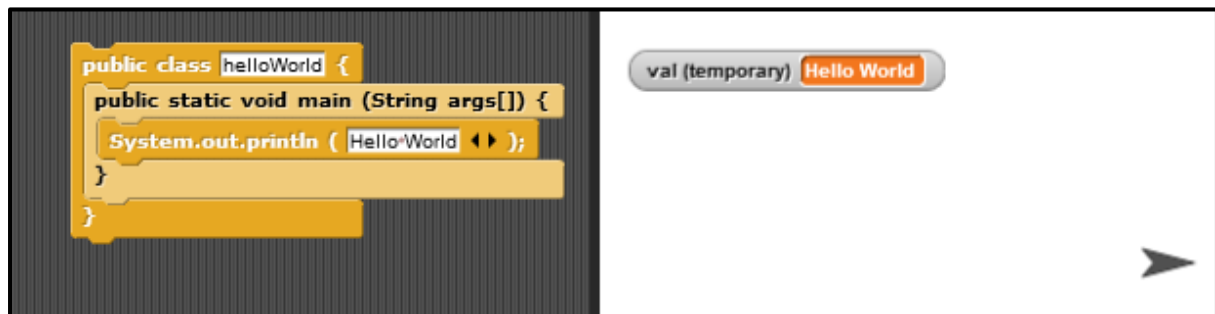 public class helloWorld {
public static void main (String args[]) {
System.out.println ( Hello World );
}
}
val (temporary) Hello World